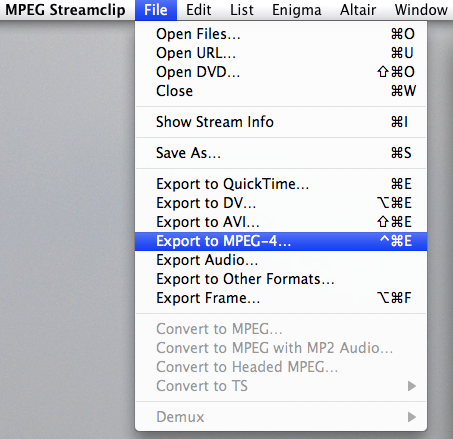 MPEG Streamclip File Edit List Enigma Altair Window
Open Files... ⌘O
Open URL... ⌘U
Open DVD... ⇧⌘O
Close ⌘W
Show Stream Info ⌘I
Save As... ⌘S
Export to QuickTime... ⌘E
Export to DV... ⌥⌘E
Export to AVI... ⇧⌘E
Export to MPEG-4... ^⌘E
Export Audio...
Export to Other Formats...
Export Frame... ⌥⌘F
Convert to MPEG...
Convert to MPEG with MP2 Audio...
Convert to Headed MPEG...
Convert to TS ▶
Demux ▶